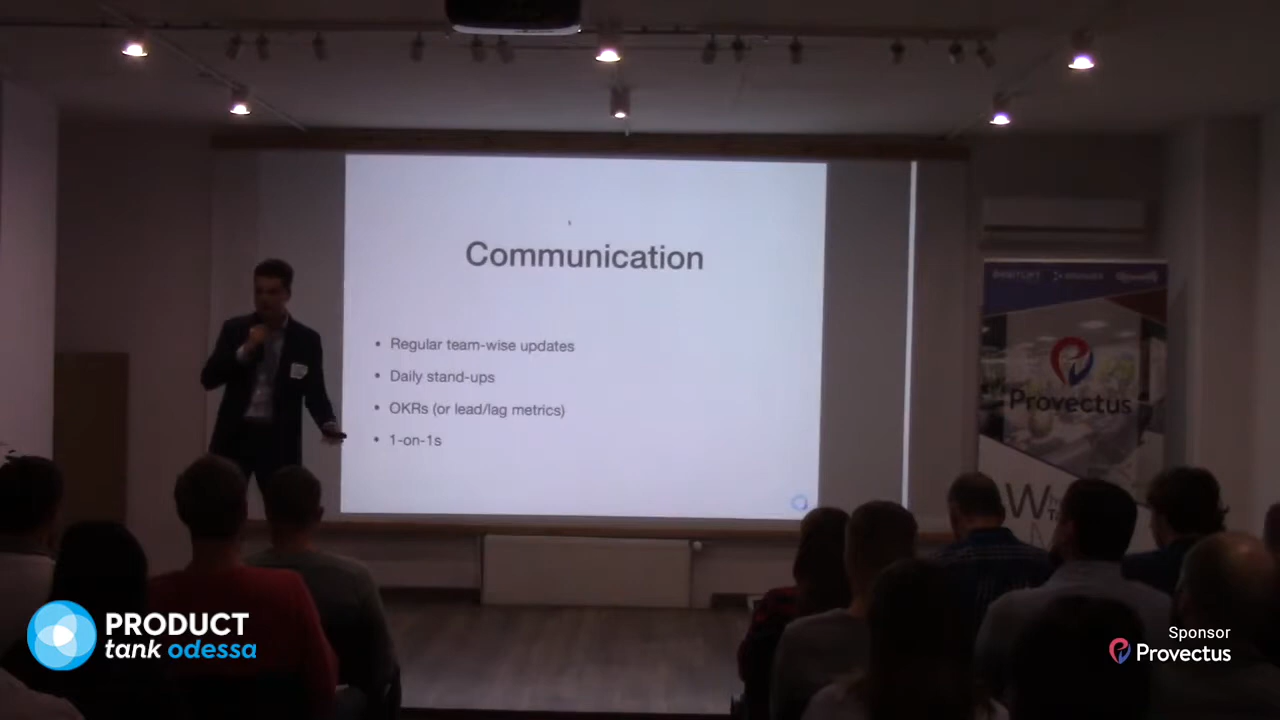 Communication
• Regular team-wise updates
• Daily stand-ups
• OKRs (or lead/lag metrics)
• 1-on-1s
Provectus
PRODUCT
tank odessa
Sponsor
Provectus